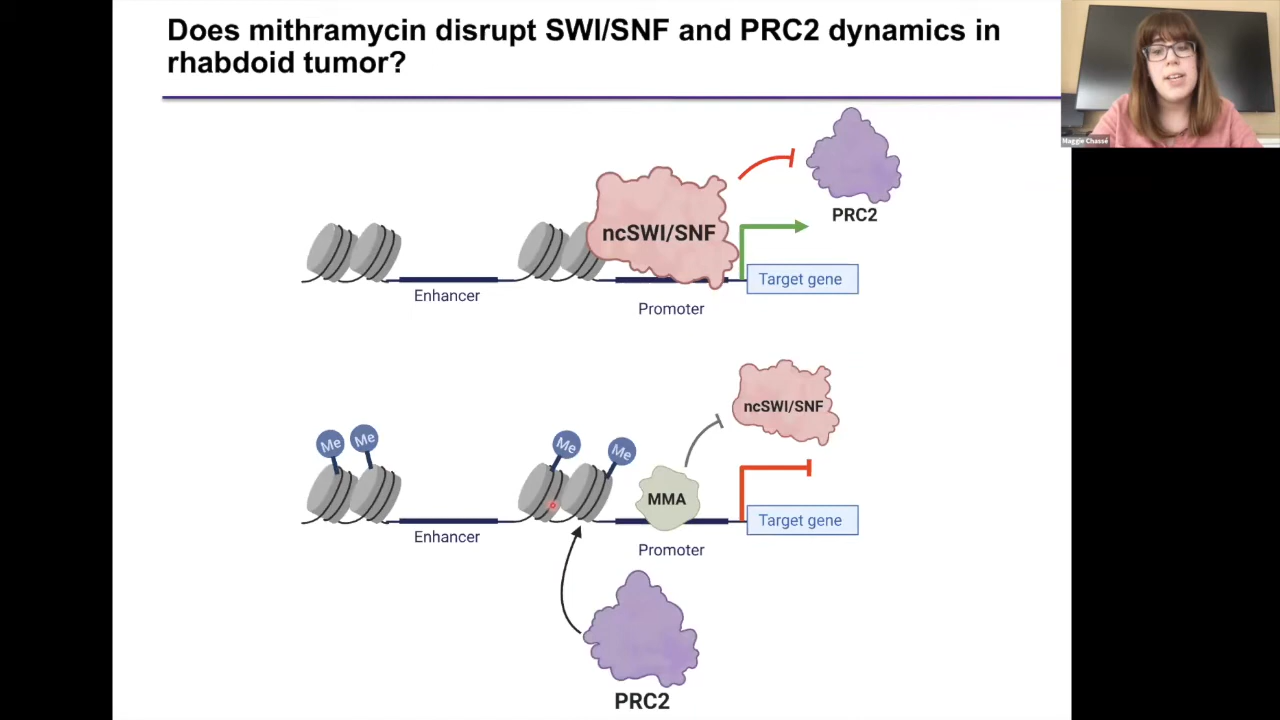 Does mithramycin disrupt SWI/SNF and PRC2 dynamics in
rhabdoid tumor?
Maggie Chassé
PRC2
ncSWI/SNF
Target gene
Enhancer
Promoter
ncSWI/SNF
Me
Me
Me
Me
MMA
Target gene
Enhancer
Promoter
PRC2